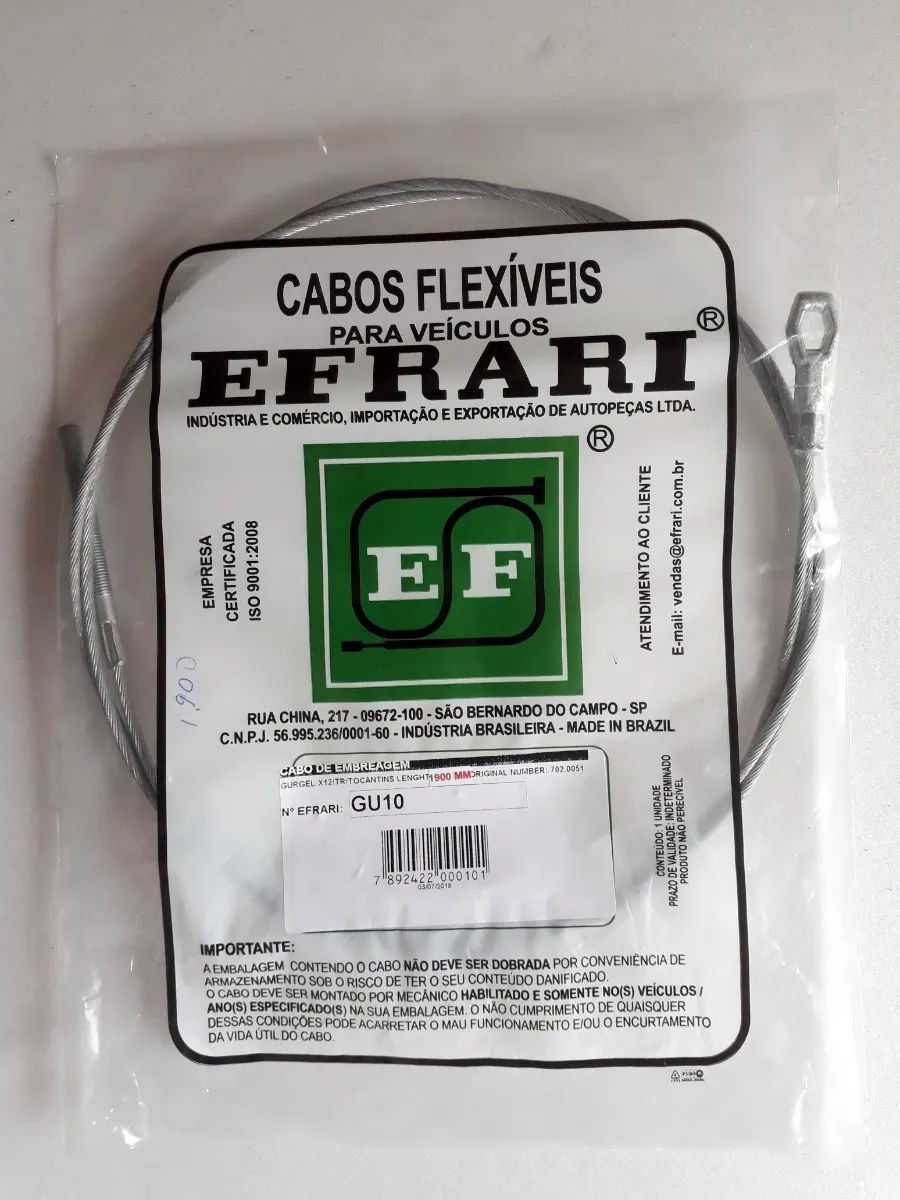 CABOS FLEXÍVEIS
PARA VEÍCULOS
EFRARI®
INDÚSTRIA E COMÉRCIO, IMPORTAÇÃO E EXPORTAÇÃO DE AUTOPEÇAS LTDA.
®
EMPRESA
CERTIFICADA
ISO 9001:2008
EF
ATENDIMENTO AO CLIENTE
E-mail: vendas@efrari.com.br
1,900
RUA CHINA, 217 - 09672-100 - SÃO BERNARDO DO CAMPO - SP
C.N.P.J. 56.995.236/0001-60 - INDÚSTRIA BRASILEIRA - MADE IN BRAZIL
CABO DE EMBREAGEM
GURGEL X12/TR/TOCANTINS LENGHT 1900 MM ORIGINAL NUMBER: 702.0051
Nº EFRARI: GU10
7 892422 000101
03/07/2018
CONTEÚDO: 1 UNIDADE
PRAZO DE VALIDADE: INDETERMINADO
PRODUTO NÃO PERECÍVEL
IMPORTANTE:
A EMBALAGEM CONTENDO O CABO NÃO DEVE SER DOBRADA POR CONVENIÊNCIA DE
ARMAZENAMENTO SOB O RISCO DE TER O SEU CONTEÚDO DANIFICADO.
O CABO DEVE SER MONTADO POR MECÂNICO HABILITADO E SOMENTE NO(S) VEÍCULOS /
ANO(S) ESPECIFICADO(S) NA SUA EMBALAGEM. O NÃO CUMPRIMENTO DE QUAISQUER
DESSAS CONDIÇÕES PODE ACARRETAR O MAU FUNCIONAMENTO E/OU O ENCURTAMENTO
DA VIDA ÚTIL DO CABO.